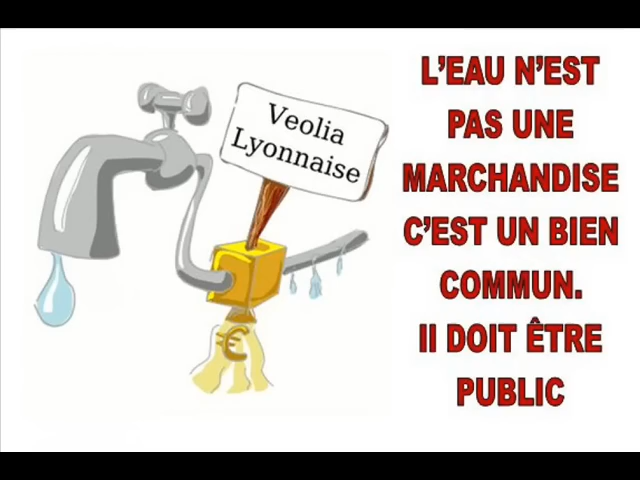 Veolia
Lyonnaise
€
L’EAU N’EST
PAS UNE
MARCHANDISE
C’EST UN BIEN
COMMUN.
Il DOIT ÊTRE
PUBLIC